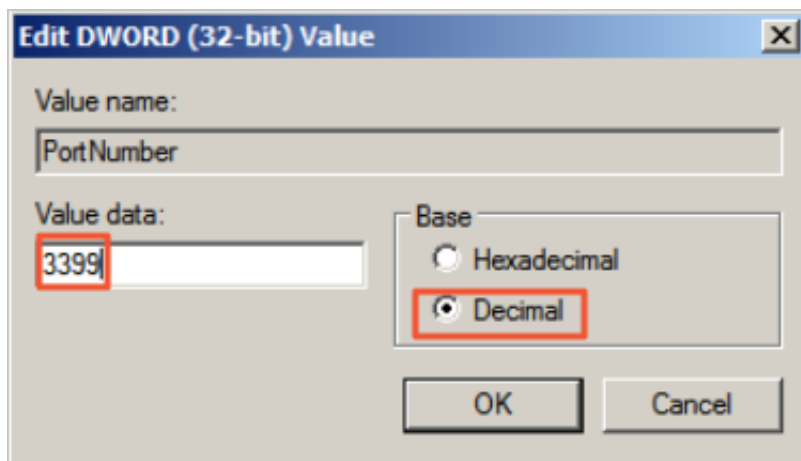 Edit DWORD (32-bit) Value
Value name:
PortNumber
Value data:
3399
Base
Hexadecimal
Decimal
OK
Cancel